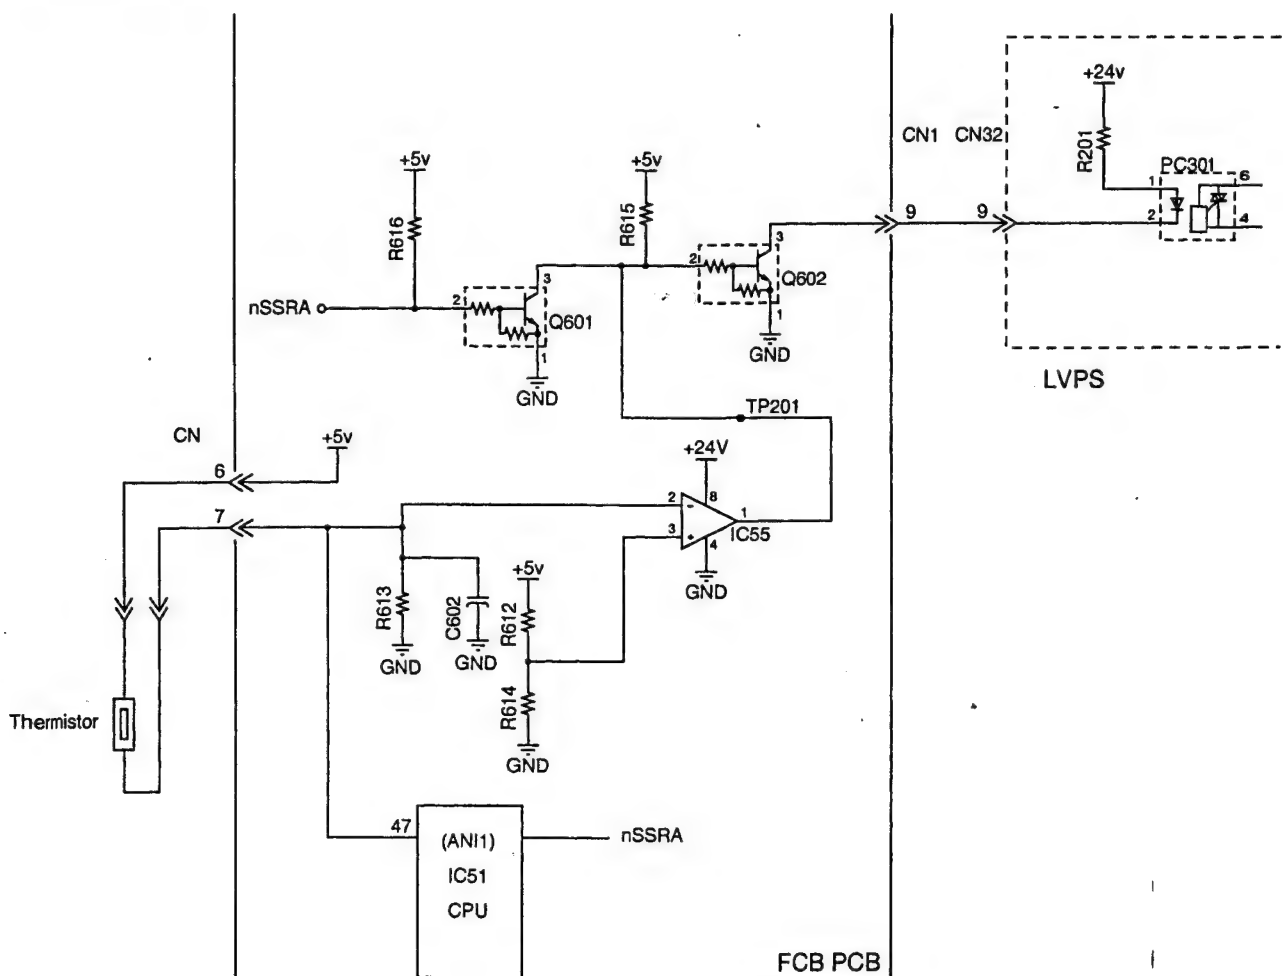 +24v
CN1 CN32
R201
PC301
1
6
2
4
+5v
+5v
R616
R615
9
9
3
2
Q602
1
GND
3
2
nSSRA
Q601
1
GND
LVPS
TP201
CN
+5v
+24V
6
7
2
8
-
1
3
IC55
+
4
GND
+5v
R613
C602
R612
GND
GND
R614
Thermistor
GND
47
(ANI1)
nSSRA
IC51
CPU
FCB PCB